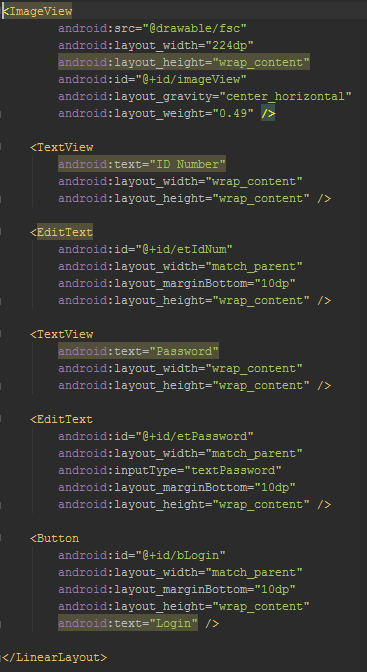 <ImageView
android:src="@drawable/fsc"
android:layout_width="224dp"
android:layout_height="wrap_content"
android:id="@+id/imageView"
android:layout_gravity="center_horizontal"
android:layout_weight="0.49" />
<TextView
android:text="ID Number"
android:layout_width="wrap_content"
android:layout_height="wrap_content" />
<EditText
android:id="@+id/etIdNum"
android:layout_width="match_parent"
android:layout_marginBottom="10dp"
android:layout_height="wrap_content" />
<TextView
android:text="Password"
android:layout_width="wrap_content"
android:layout_height="wrap_content" />
<EditText
android:id="@+id/etPassword"
android:layout_width="match_parent"
android:inputType="textPassword"
android:layout_marginBottom="10dp"
android:layout_height="wrap_content" />
<Button
android:id="@+id/bLogin"
android:layout_width="match_parent"
android:layout_marginBottom="10dp"
android:layout_height="wrap_content"
android:text="Login" />
</LinearLayout>